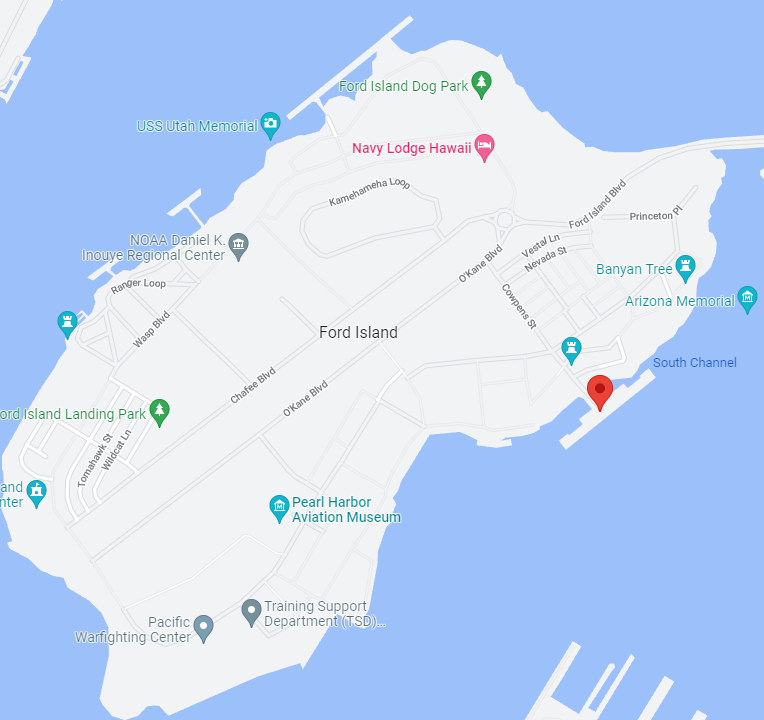 Ford Island Dog Park
USS Utah Memorial
Navy Lodge Hawaii
Kamehameha Loop
Ford Island Blvd
Princeton Pl
NOAA Daniel K.
Inouye Regional Center
Vestal Ln
Nevada St
O'Kane Blvd
Banyan Tree
Ranger Loop
Cowpens St
Arizona Memorial
Wasp Blvd
Ford Island
South Channel
Chafee Blvd
O'Kane Blvd
ord Island Landing Park
Tomahawk St
Wildcat Ln
and
nter
Pearl Harbor
Aviation Museum
Training Support
Department (TSD)...
Pacific
Warfighting Center